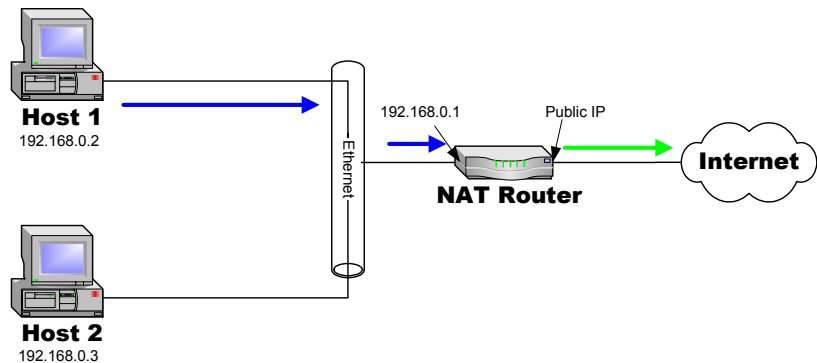 Host 1
192.168.0.2
Ethernet
192.168.0.1
Public IP
NAT Router
Internet
Host 2
192.168.0.3